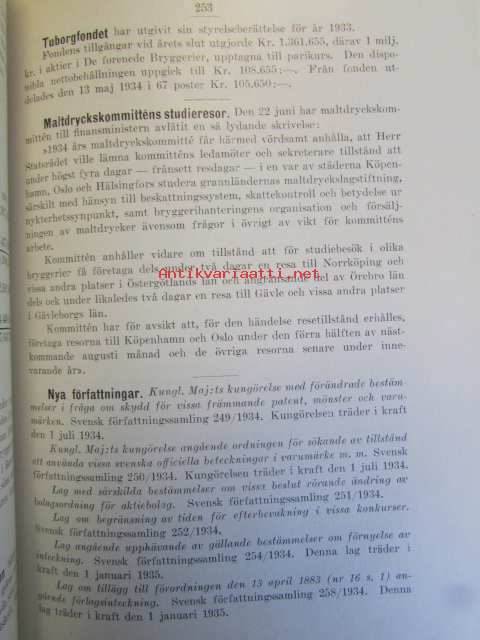 253
Tuborgfondet har utgivit sin styrelseberättelse för år 1933.
Fondens tillgångar vid årets slut utgjorde Kr. 1.361,655, därav 1 milj.
kr. i aktier i De forenede Bryggerier, upptagna till parikurs. Den dispo-
nibla nettobehållningen uppgick till Kr. 108.655:—. Från fonden ut-
delades den 13 maj 1934 i 67 poster Kr. 105,650:—.
Maltdryckskommitténs studieresor. Den 22 juni har maltdryckskom-
mittén till finansministern avlåtit en så lydande skrivelse:
»1934 års maltdryckskommitté får härmed vördsamt anhålla, att Herr
Statsrådet ville lämna kommitténs ledamöter och sekreterare tillstånd att
under högst fyra dagar — frånsett resdagar — i en var av städerna Köpen-
hamn, Oslo och Hälsingfors studera grannländernas maltdryckslagstiftning,
särskilt med hänsyn till beskattningssystem, skattekontroll och betydelse ur
nykterhetssynpunkt, samt bryggerihanteringens organisation och försälj-
ningen av maltdrycker ävensom frågor i övrigt av vikt för kommitténs
arbete.
Kommittén anhåller vidare om tillstånd att för studiebesök i olika
bryggerier få företaga dels under två dagar en resa till Norrköping och
vissa andra platser i Östergötlands län och angränsande del av Örebro län
dels ock under likaledes två dagar en resa till Gävle och vissa andra platser
i Gävleborgs län.
Kommittén har för avsikt att, för den händelse resetillstånd erhålles,
företaga resorna till Köpenhamn och Oslo under den förra hälften av näst-
kommande augusti månad och de övriga resorna senare under inne-
varande års.
Nya författningar. Kungl. Maj:ts kungörelse med förändrade bestäm-
melser i fråga om skydd för vissa främmande patent, mönster och varu-
märken. Svensk författningssamling 249/1934. Kungörelsen träder i kraft
den 1 juli 1934.
Kungl. Maj:ts kungörelse angående ordningen för sökande av tillstånd
att använda vissa svenska officiella beteckningar i varumärke m. m. Svensk
författningssamling 250/1934. Kungörelsen träder i kraft den 1 juli 1934.
Lag med särskilda bestämmelser om visst beslut rörande ändring av
bolagsordning för aktiebolag. Svensk författningssamling 251/1934.
Lag om begränsning av tiden för efterbevakning i vissa konkurser.
Svensk författningssamling 252/1934.
Lag angående upphävande av gällande bestämmelser om förnyelse av
inteckning. Svensk författningssamling 254/1934. Denna lag träder i
kraft den 1 januari 1935.
Lag om tillägg till förordningen den 13 april 1883 (nr 16 s. 1) an-
gående förlagsinteckning. Svensk författningssamling 258/1934. Denna
lag träder i kraft den 1 januari 1935.
Antikvariaatti.net